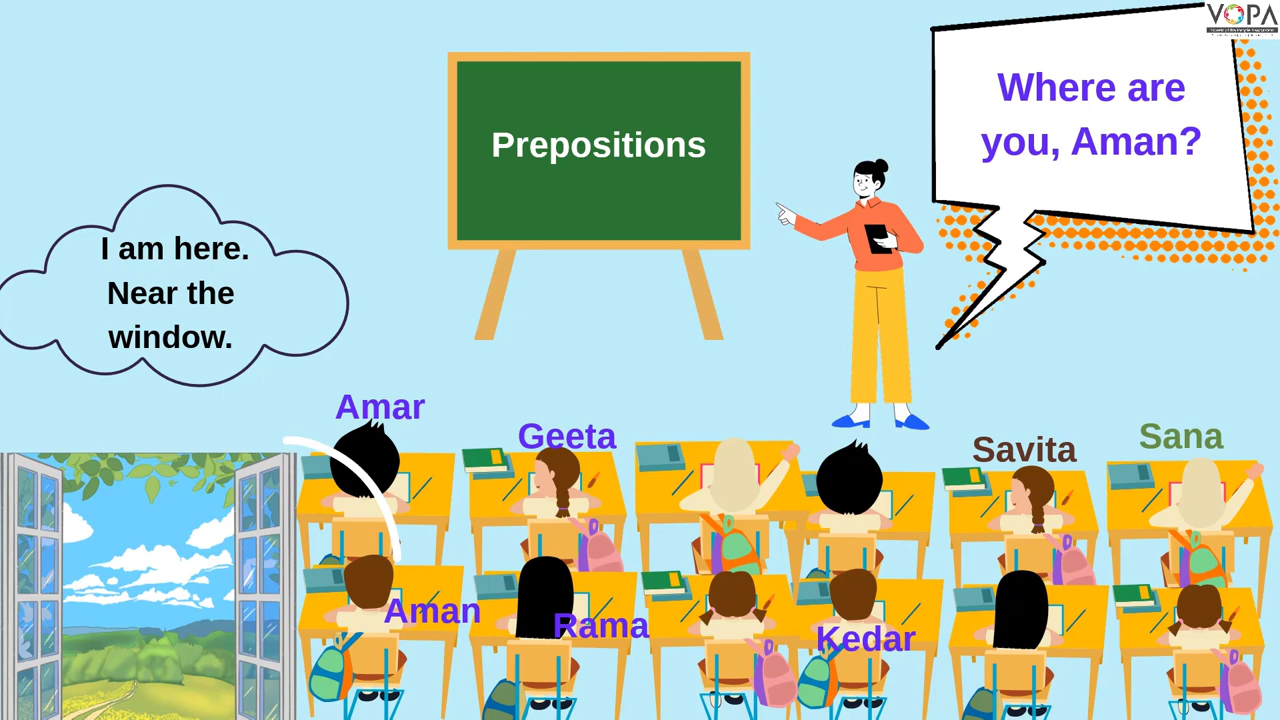 VOPA
Prepositions
Where are
you, Aman?
I am here.
Near the
window.
Amar
Geeta
Savita
Sana
Aman
Rama
Kedar